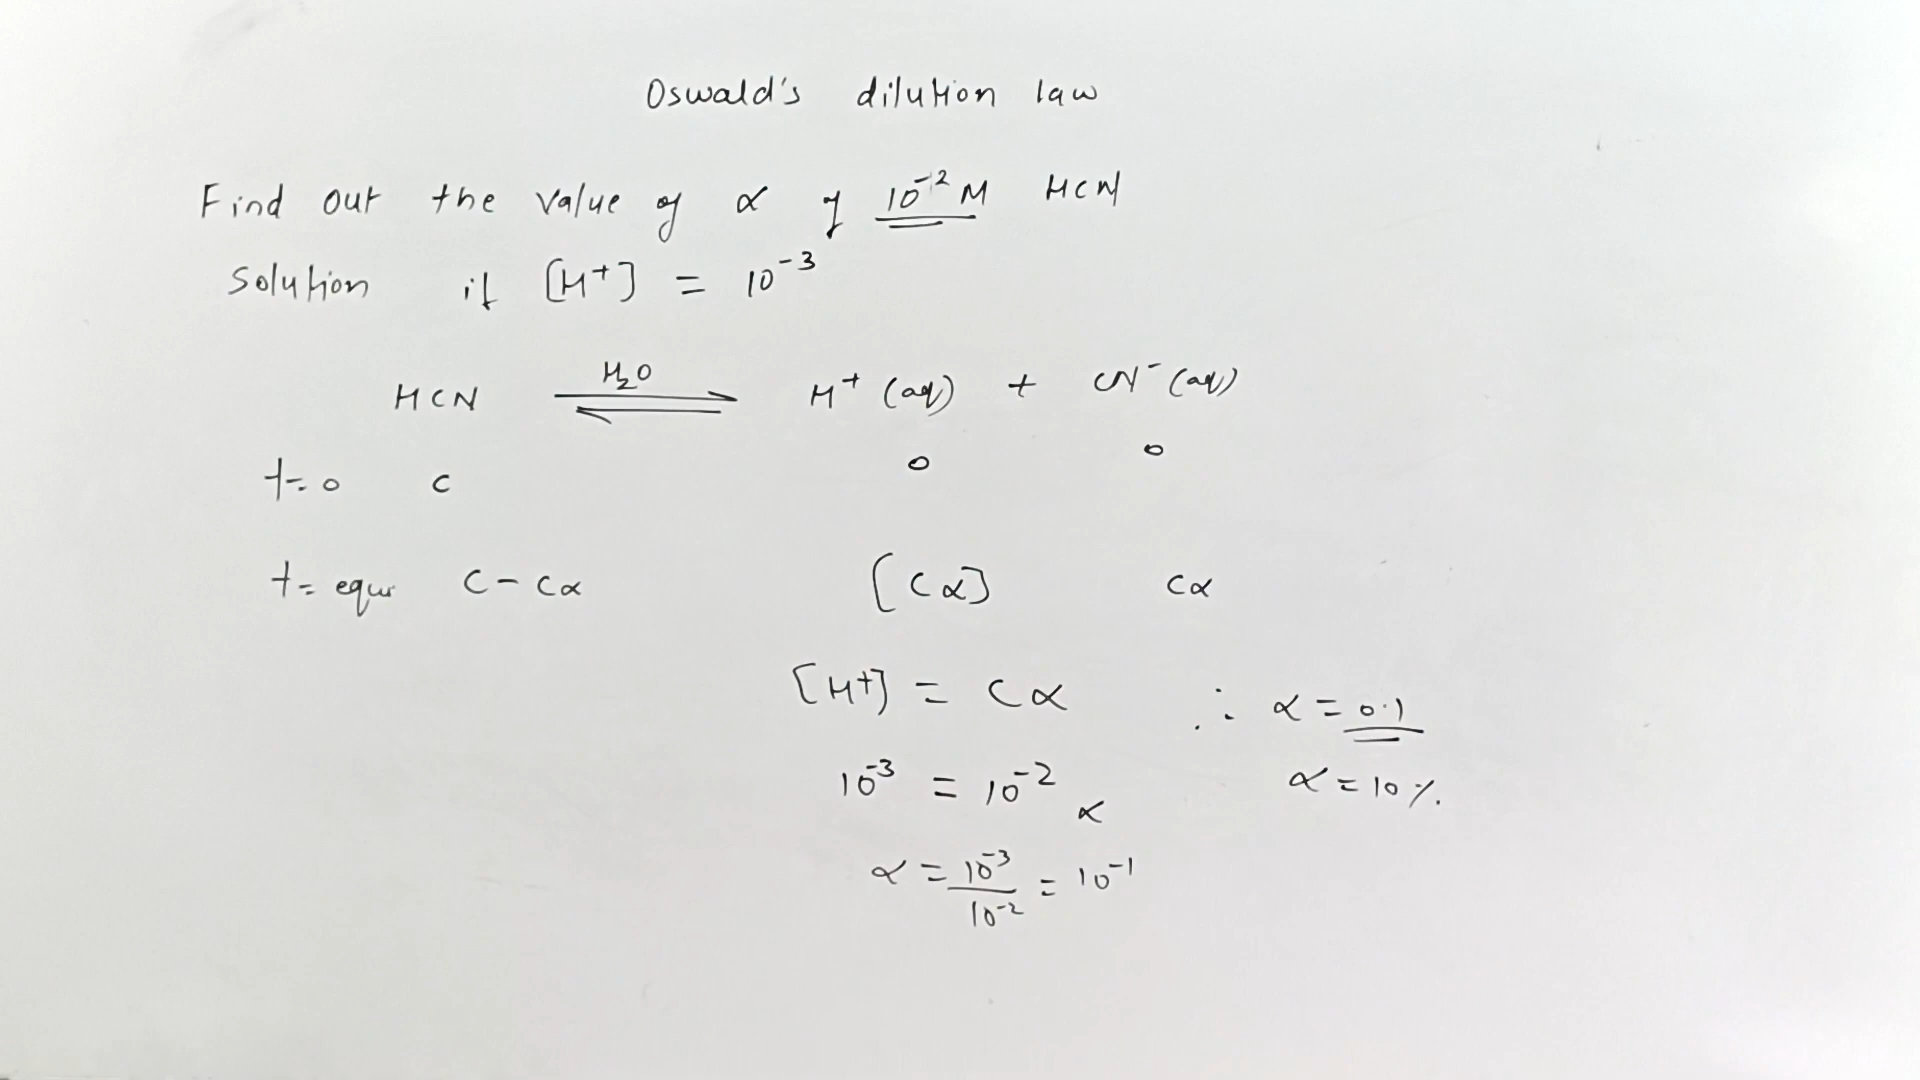 Oswald's dilution law
Find out the value of α of 10⁻² M HCN
Solution if [H⁺] = 10⁻³
HCN ⇌ H₂O H⁺ (aq) + CN⁻ (aq)
t=0 C 0 0
t= equi C - Cα [Cα] Cα
[H⁺] = Cα ∴ α = 0.1
10⁻³ = 10⁻² α α = 10 %.
α = 10⁻³/10⁻² = 10⁻¹